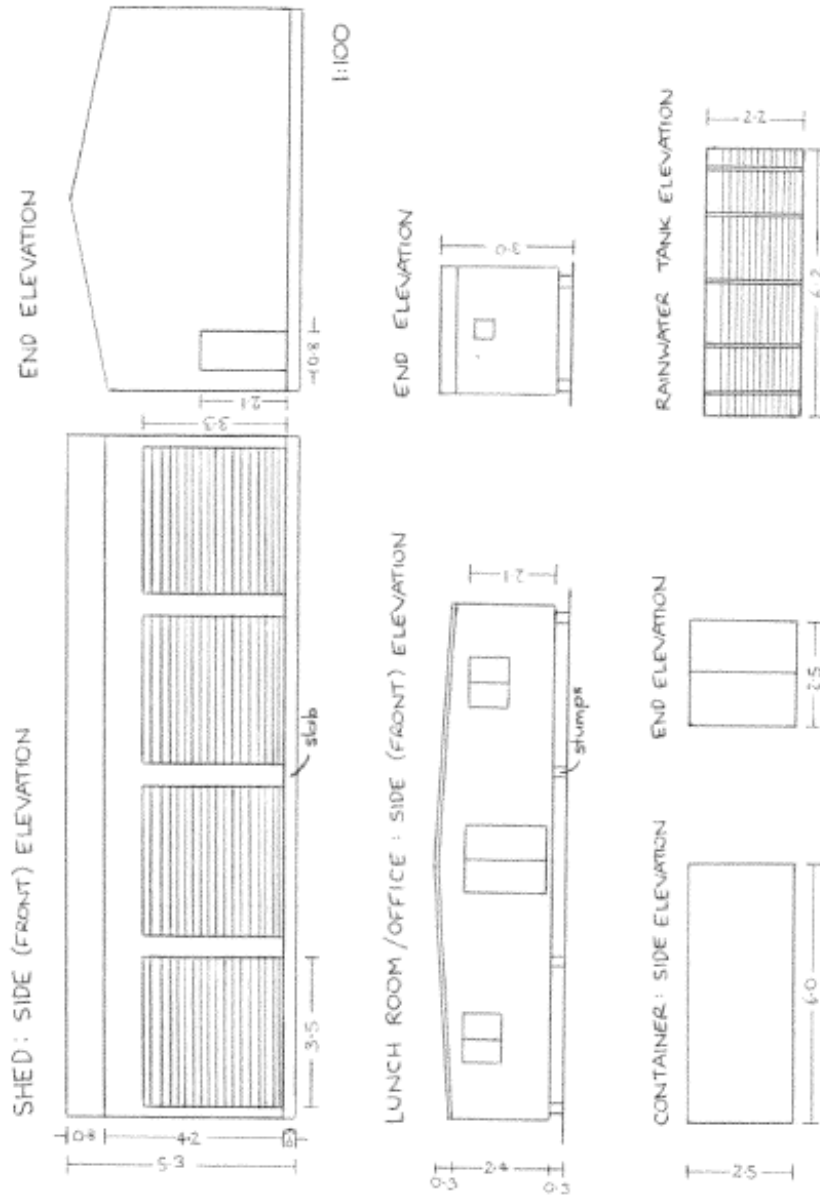 SHED: SIDE (FRONT) ELEVATION
END ELEVATION
1:100
0.8
4.2
5.3
3.5
slab
3.3
2.1
0.8
LUNCH ROOM/OFFICE: SIDE (FRONT) ELEVATION
END ELEVATION
0.3
2.4
0.3
stumps
2.1
3.0
CONTAINER: SIDE ELEVATION
END ELEVATION
RAINWATER TANK ELEVATION
2.5
6.0
2.5
6.2
2.2